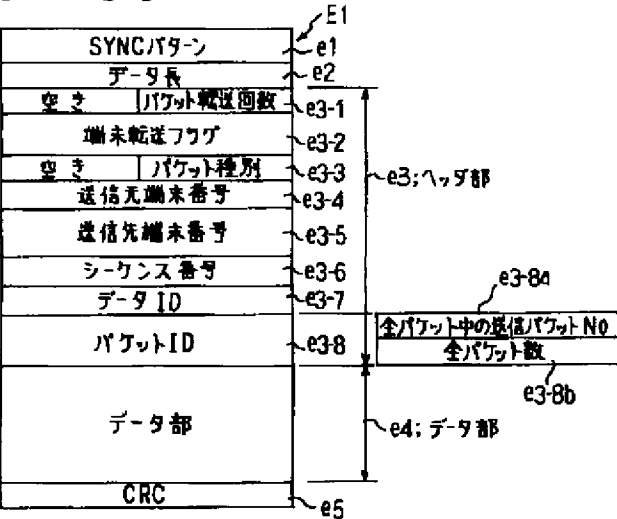 E1
SYNCパターン e1
データ長 e2
空き パケット転送回数 e3-1
端末転送フラグ e3-2
空き パケット種別 e3-3
送信元端末番号 e3-4
送信先端末番号 e3-5
シーケンス番号 e3-6
データID e3-7
パケットID e3-8
e3;ヘッダ部
e3-8a
全パケット中の送信パケットNo
全パケット数
e3-8b
データ部
e4;データ部
CRC e5